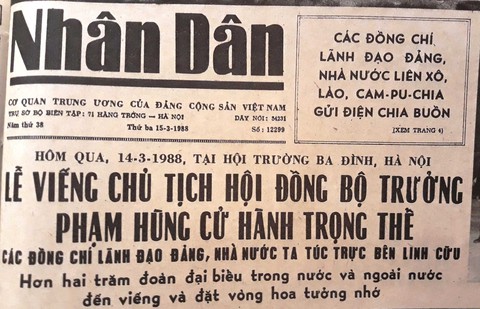 Nhân Dân
CƠ QUAN TRUNG ƯƠNG CỦA ĐẢNG CỘNG SẢN VIỆT NAM
TRỤ SỞ BỘ BIÊN TẬP: 71 HÀNG TRỐNG — HÀ NỘI
DÂY NÓI: 54231
Năm thứ 38
Thứ ba 15-3-1988
Số: 12299
CÁC ĐỒNG CHÍ
LÃNH ĐẠO ĐẢNG,
NHÀ NƯỚC LIÊN XÔ,
LÀO, CAM-PU-CHIA
GỬI ĐIỆN CHIA BUỒN
[XEM TRANG 4]
HÔM QUA, 14-3-1988, TẠI HỘI TRƯỜNG BA ĐÌNH, HÀ NỘI
LỄ VIẾNG CHỦ TỊCH HỘI ĐỒNG BỘ TRƯỞNG
PHẠM HÙNG CỬ HÀNH TRỌNG THỂ
CÁC ĐỒNG CHÍ LÃNH ĐẠO ĐẢNG, NHÀ NƯỚC TA TÚC TRỰC BÊN LINH CỮU
Hơn hai trăm đoàn đại biểu trong nước và ngoài nước
đến viếng và đặt vòng hoa tưởng nhớ